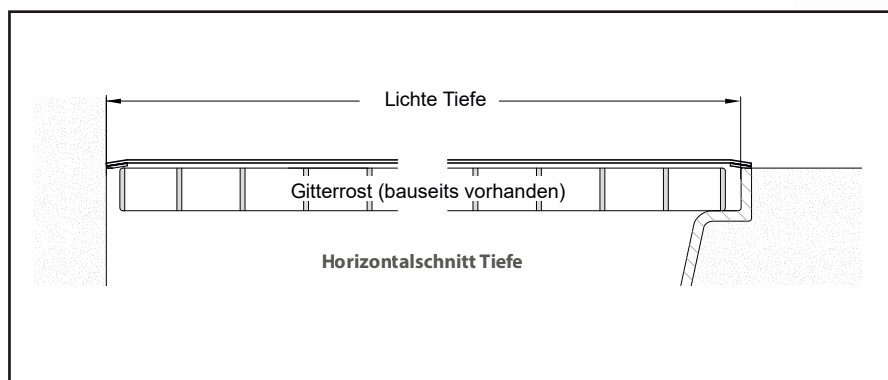 Lichte Tiefe
Gitterrost (bauseits vorhanden)
Horizontalschnitt Tiefe